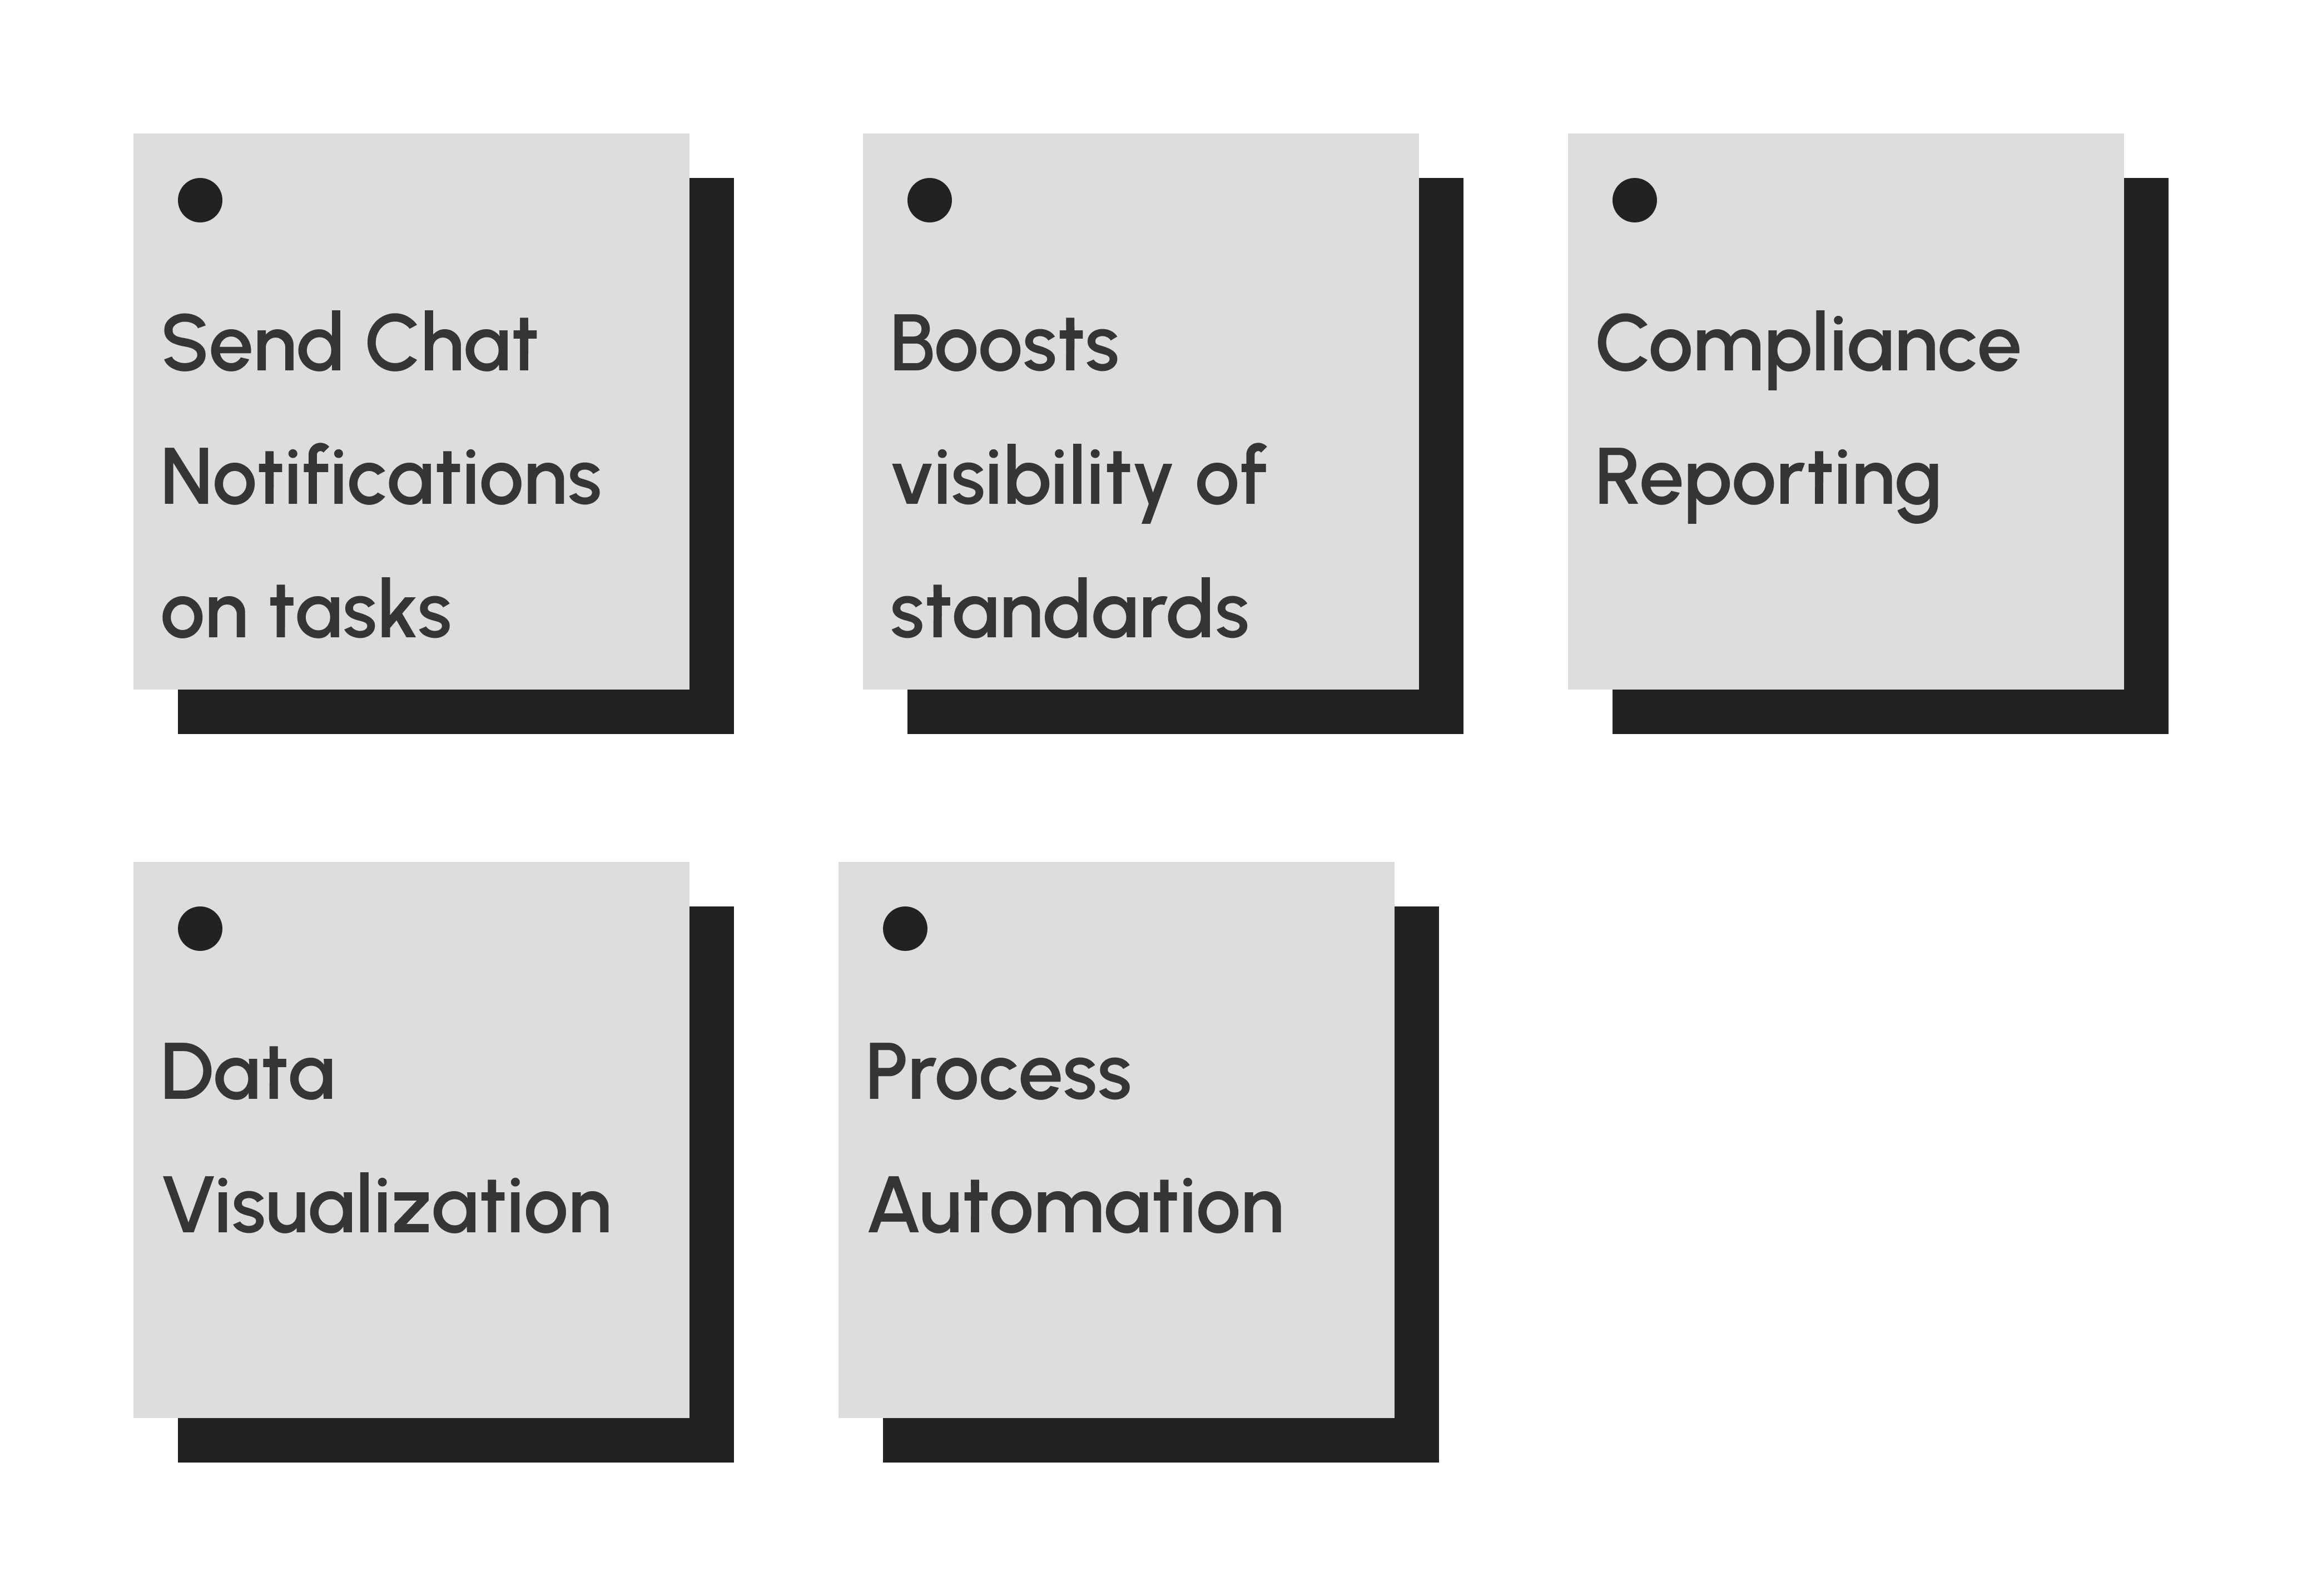 Send Chat
Notifications
on tasks
Boosts
visibility of
standards
Compliance
Reporting
Data
Visualization
Process
Automation